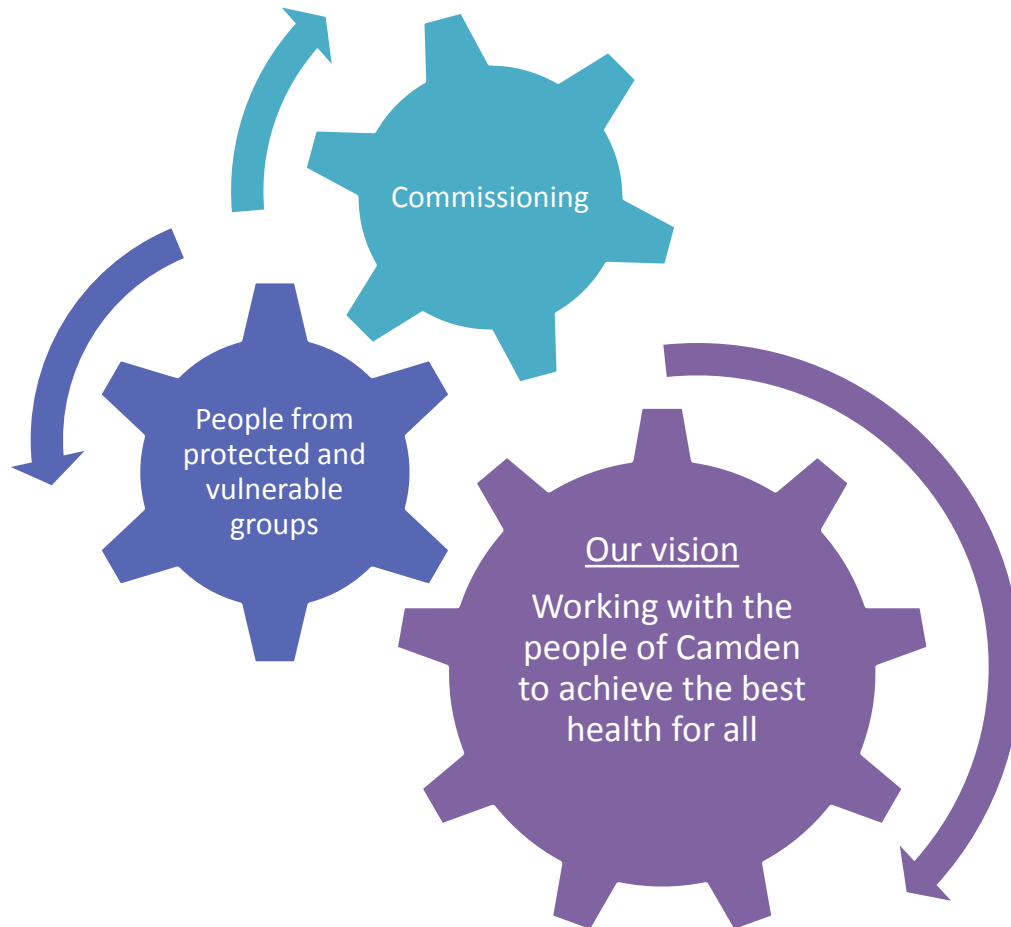 Commissioning
People from
protected and
vulnerable
groups
Our vision
Working with the
people of Camden
to achieve the best
health for all